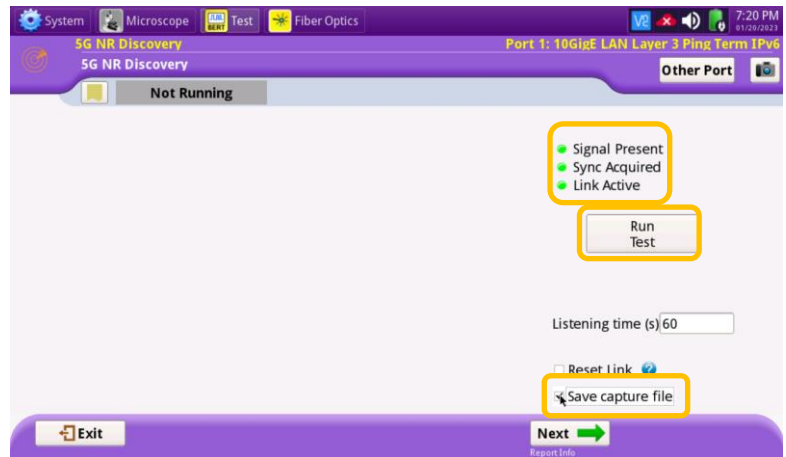 System Microscope Test Fiber Optics 7:20 PM
01/20/2023
5G NR Discovery Port 1: 10GigE LAN Layer 3 Ping Term IPv6
5G NR Discovery
Other Port
Not Running
Signal Present
Sync Acquired
Link Active
Run
Test
Listening time (s) 60
Reset Link
Save capture file
Exit
Next
Report Info